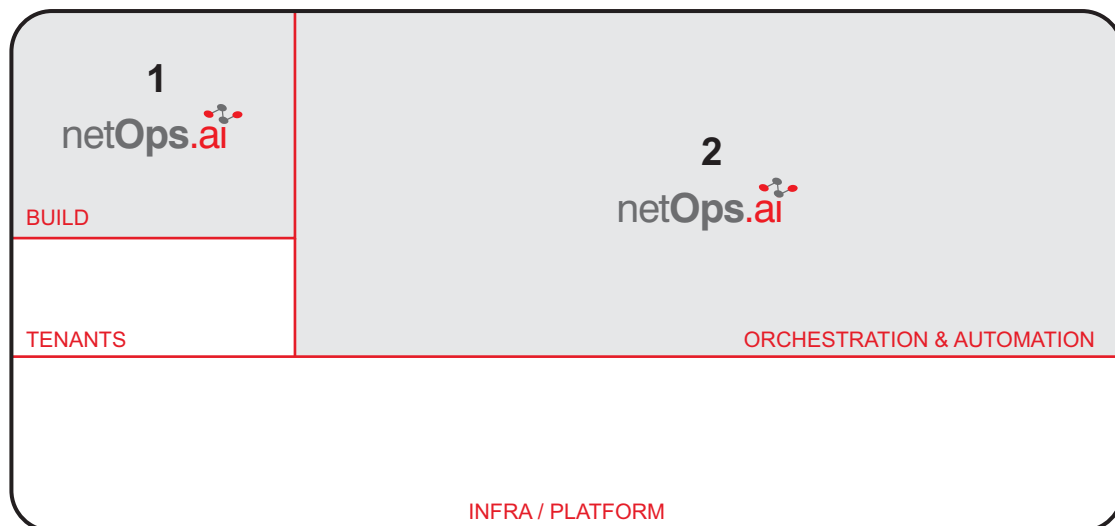 1
netOps.ai
BUILD
2
netOps.ai
TENANTS
ORCHESTRATION & AUTOMATION
INFRA / PLATFORM